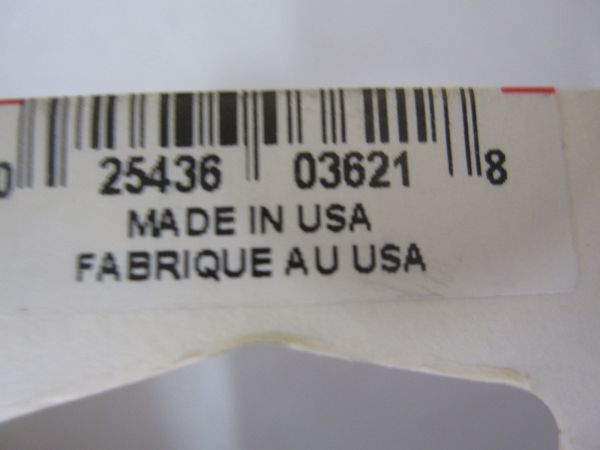 0 25436 03621 8
MADE IN USA
FABRIQUE AU USA